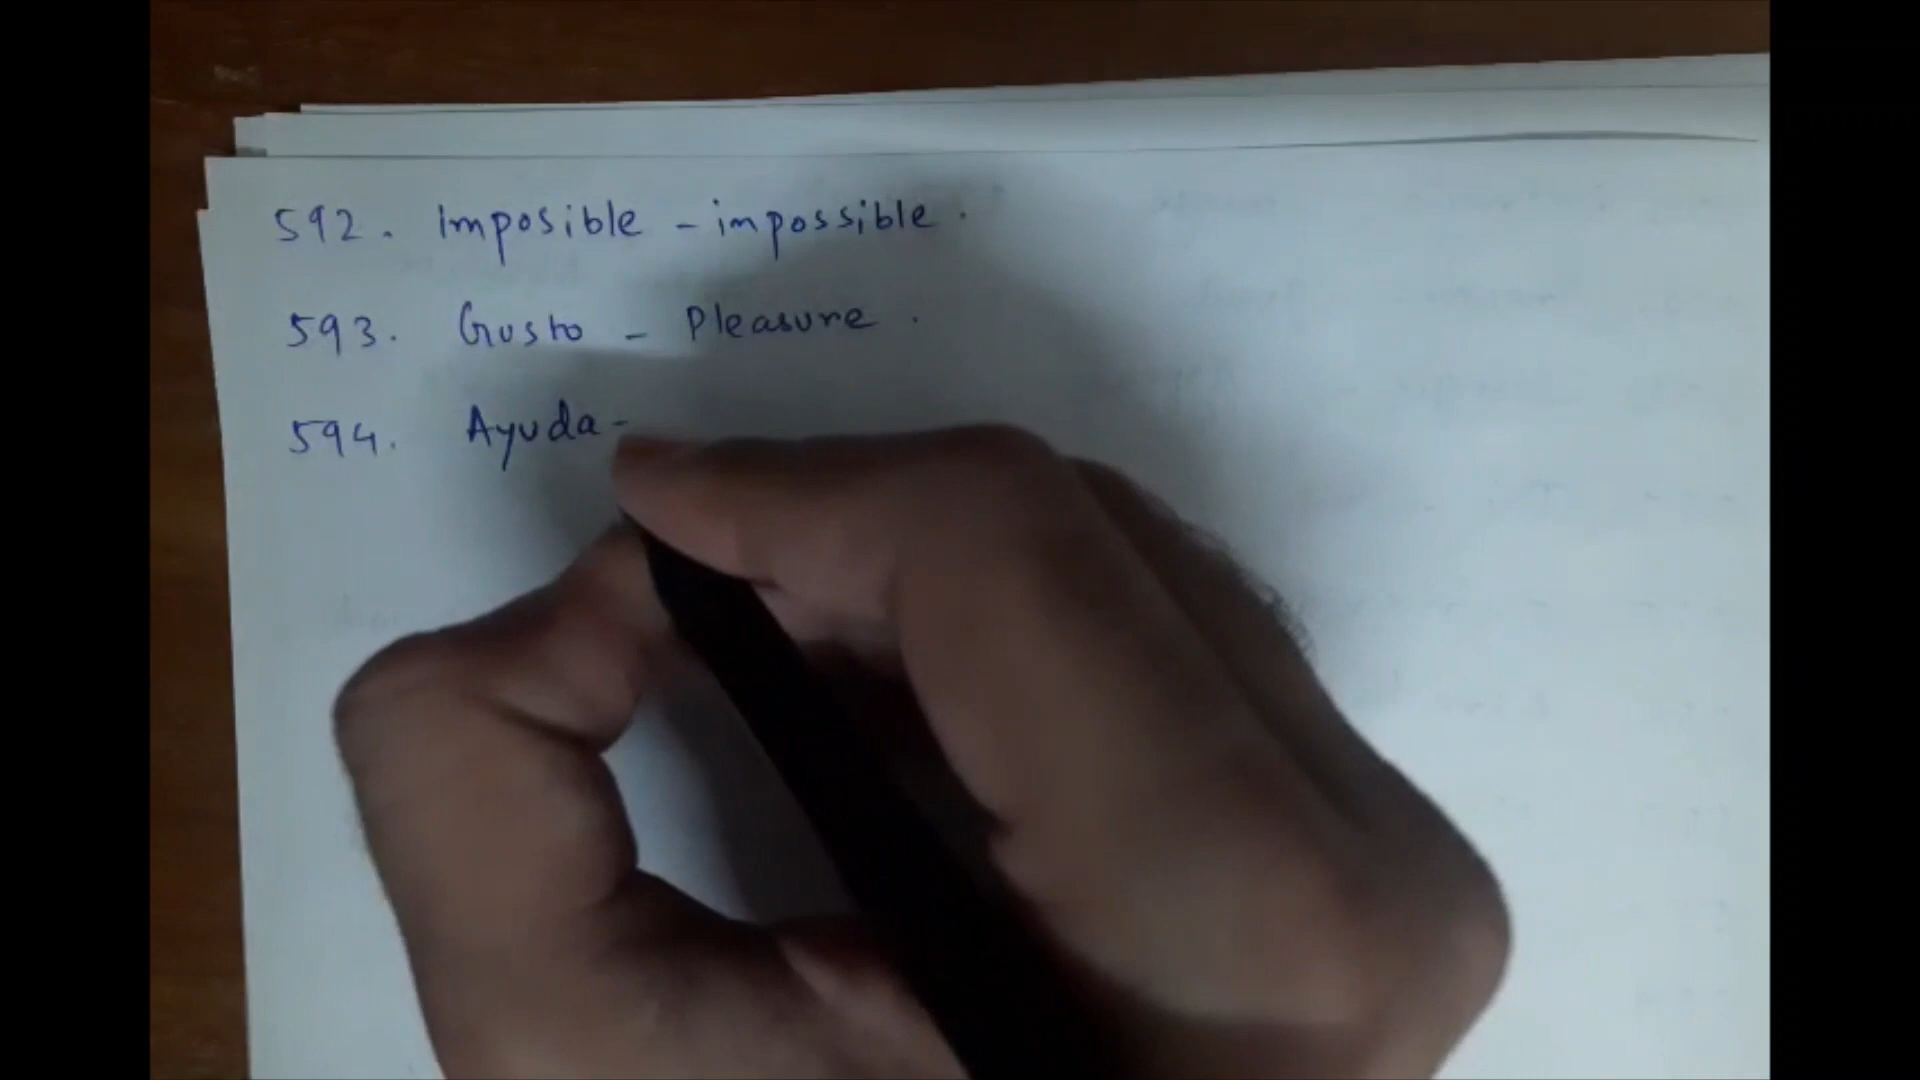 592. Imposible - impossible.
593. Gusto - Pleasure.
594. Ayuda -